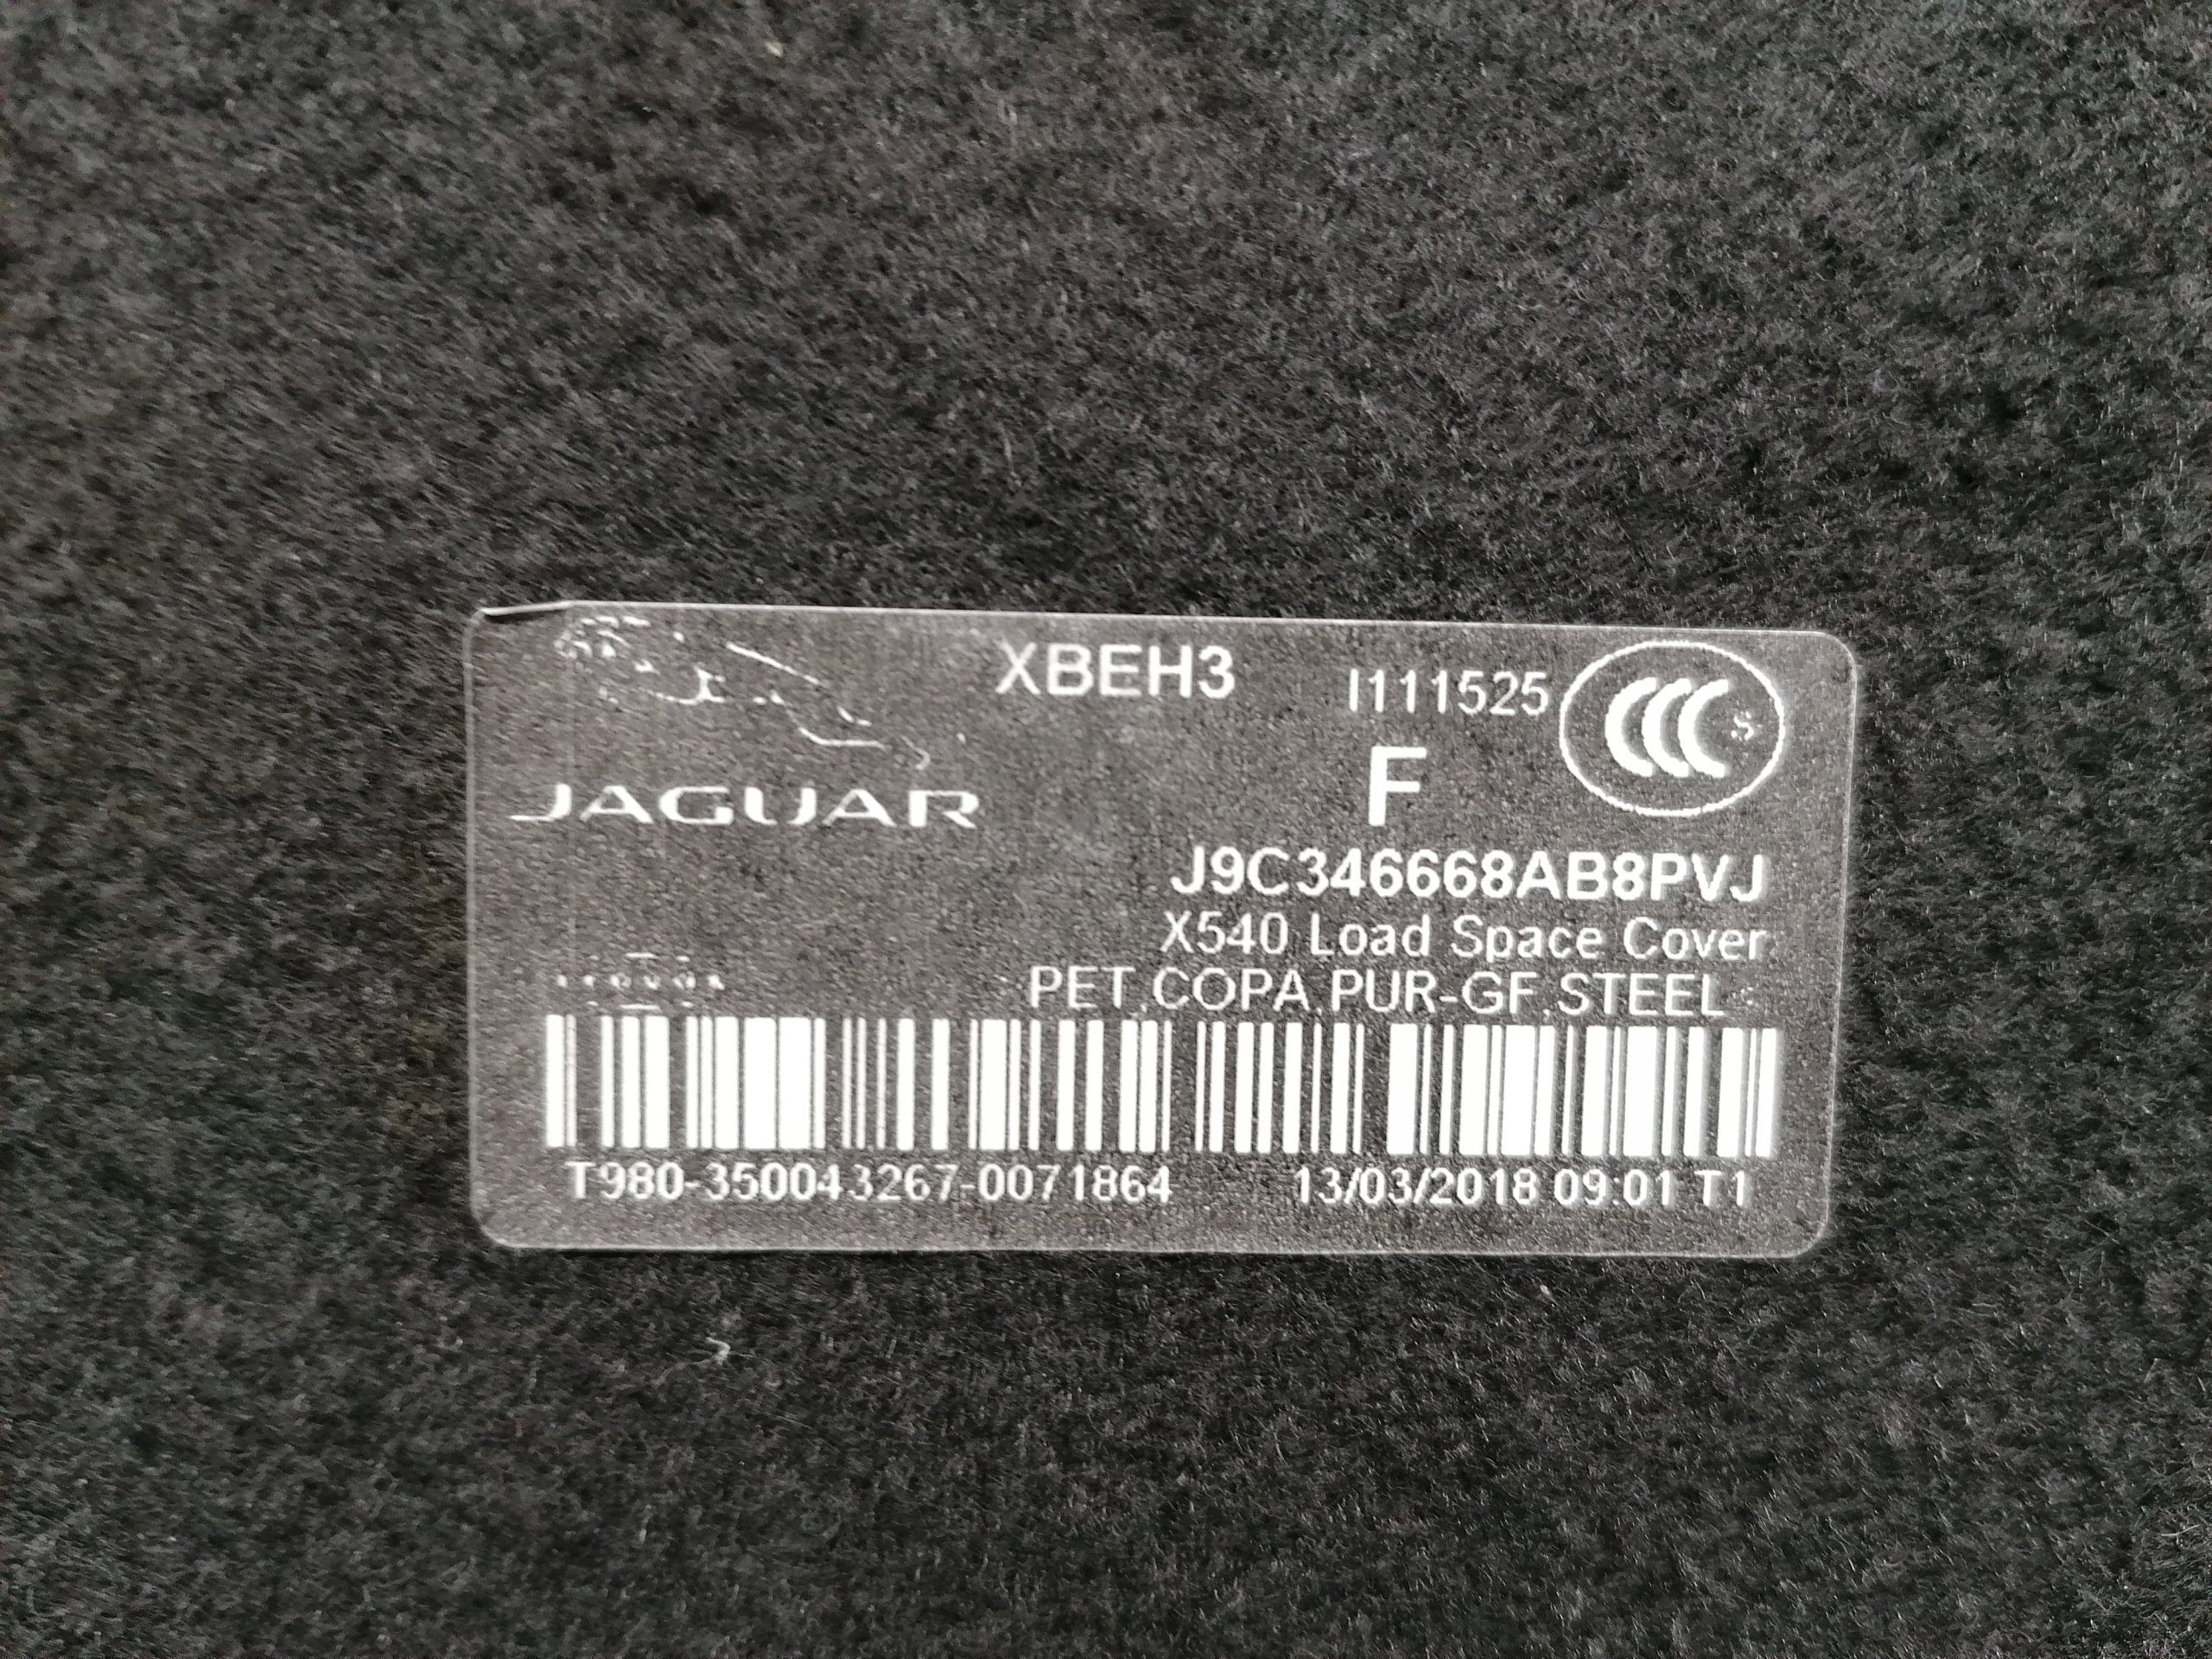 XBEH3
I111525
CCC S
JAGUAR
F
J9C346668AB8PVJ
X540 Load Space Cover
PET,COPA,PUR-GF,STEEL
T980-350043267-0071864 13/03/2018 09:01 T1